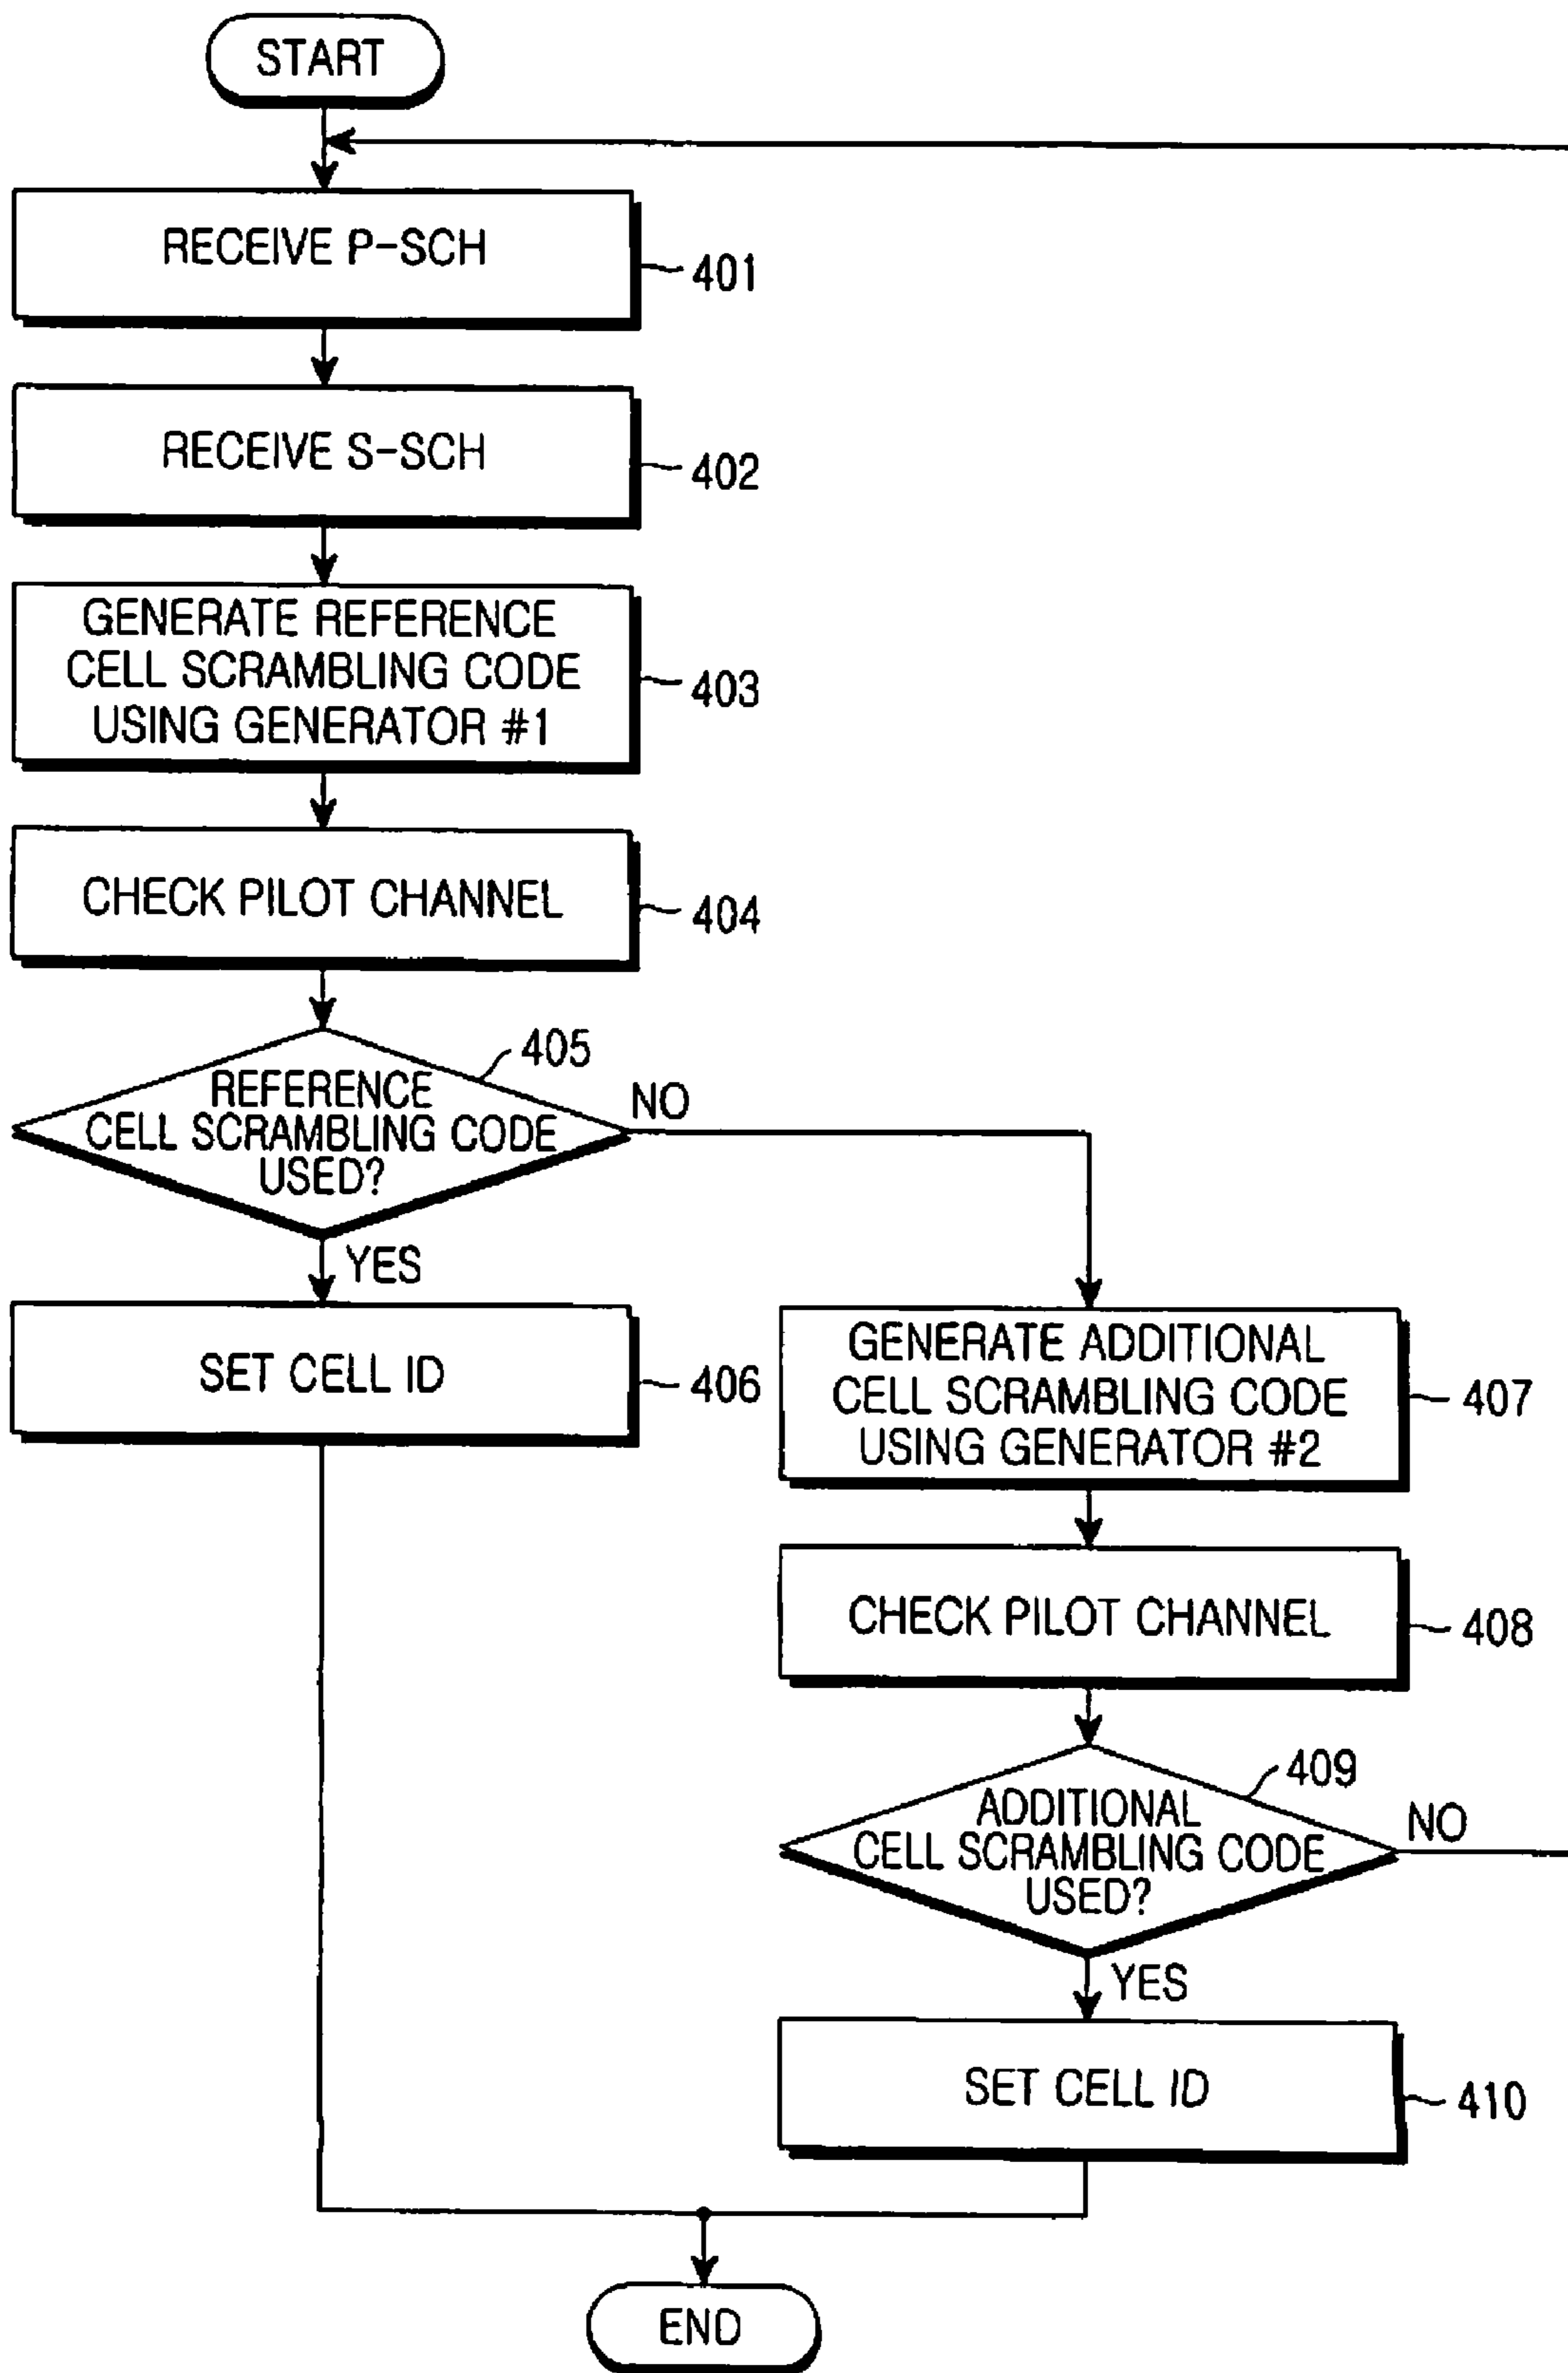 START
RECEIVE P-SCH
401
RECEIVE S-SCH
402
GENERATE REFERENCE
CELL SCRAMBLING CODE
USING GENERATOR #1
403
CHECK PILOT CHANNEL
404
405
REFERENCE
CELL SCRAMBLING CODE
USED?
NO
YES
SET CELL ID
406
GENERATE ADDITIONAL
CELL SCRAMBLING CODE
USING GENERATOR #2
407
CHECK PILOT CHANNEL
408
409
ADDITIONAL
CELL SCRAMBLING CODE
USED?
NO
YES
SET CELL ID
410
END